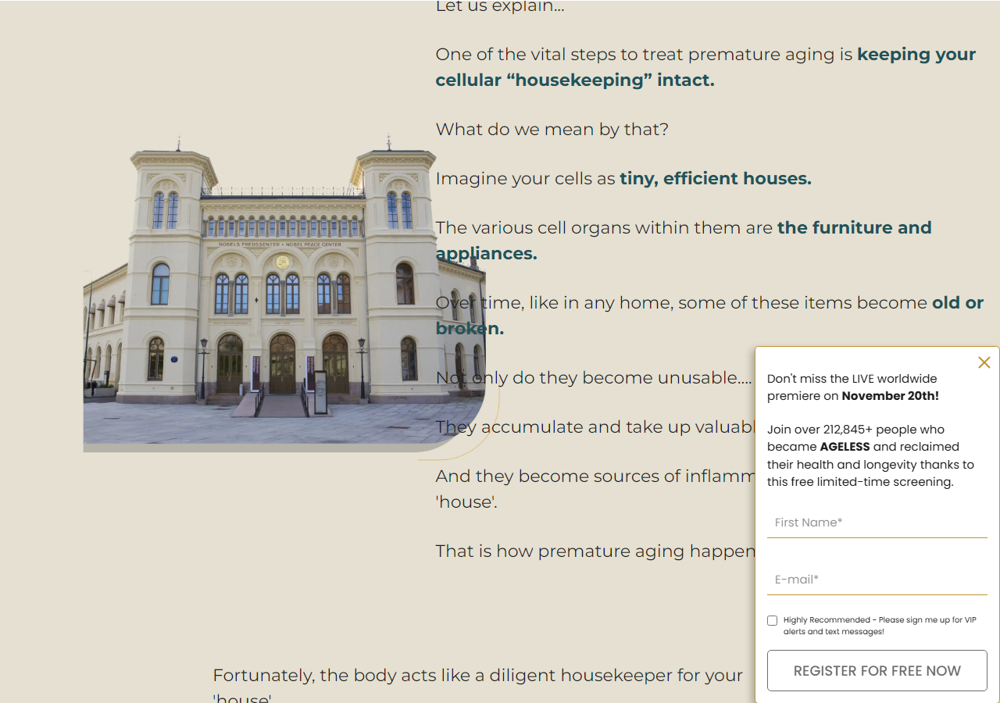 Let us explain...
One of the vital steps to treat premature aging is keeping your
cellular “housekeeping” intact.
What do we mean by that?
Imagine your cells as tiny, efficient houses.
The various cell organs within them are the furniture and
appliances.
Over time, like in any home, some of these items become old or
broken.
Not only do they become unusable....
They accumulate and take up
And they become sources of
'house'.
That is how premature aging
Fortunately, the body acts like a diligent housekeeper for your
'house'
NOBELS FREDSSENTER • NOBEL PEACE CENTER
Don't miss the LIVE worldwide
premiere on November 20th!
Join over 212,845+ people who
became AGELESS and reclaimed
their health and longevity thanks to
this free limited-time screening.
First Name*
E-mail*
Highly Recommended - Please sign me up for VIP
alerts and text messages!
REGISTER FOR FREE NOW